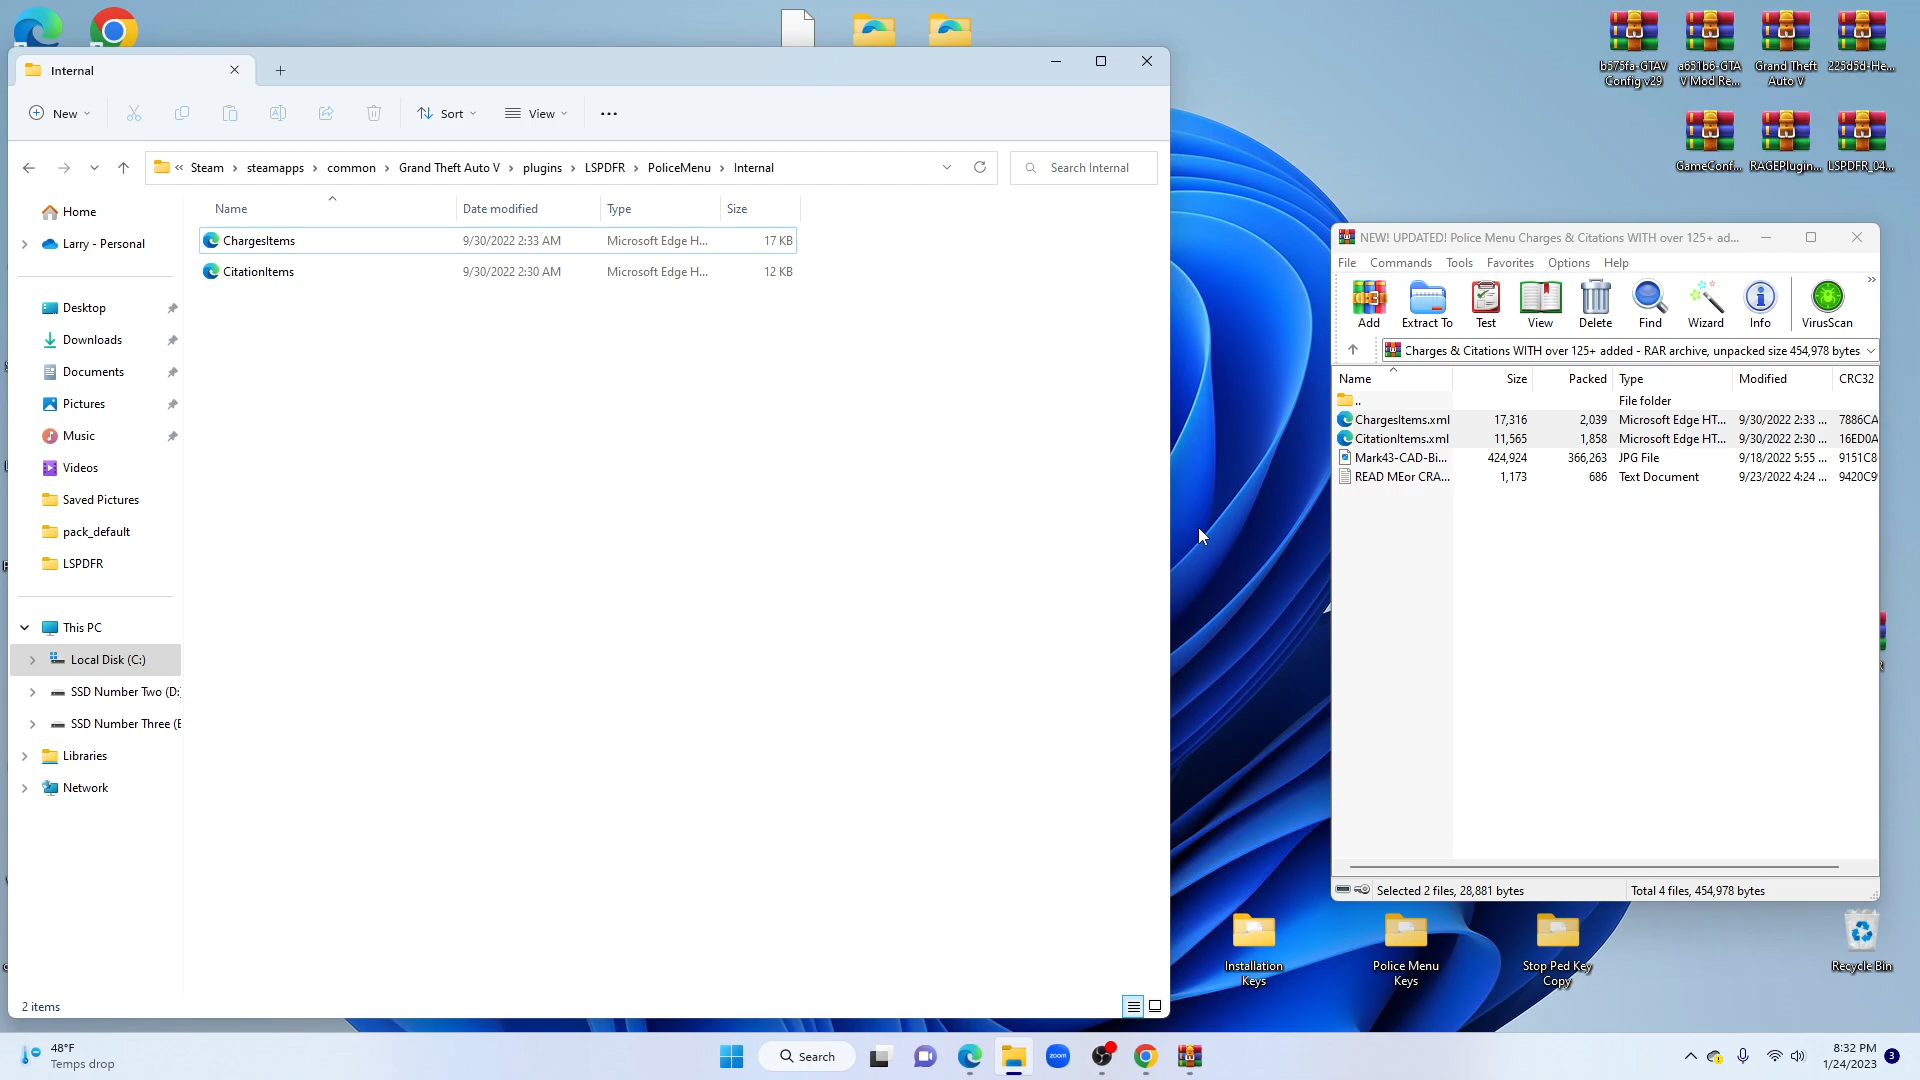 Internal
New
Sort
View
Steam
steamapps
common
Grand Theft Auto V
plugins
LSPDFR
PoliceMenu
Internal
Search Internal
Name
Date modified
Type
Size
ChargesItems
9/30/2022 2:33 AM
Microsoft Edge H...
17 KB
CitationItems
9/30/2022 2:30 AM
Microsoft Edge H...
12 KB
Home
Larry - Personal
Desktop
Downloads
Documents
Pictures
Music
Videos
Saved Pictures
pack_default
LSPDFR
This PC
Local Disk (C:)
SSD Number Two (D:
SSD Number Three (E
Libraries
Network
2 items
b575fa-GTAV
Config v29
a651b6-GTA
V Mod Re...
Grand Theft
Auto V
225d5d-He...
GameConf...
RAGEPlugin...
LSPDFR_04...
NEW! UPDATED! Police Menu Charges & Citations WITH over 125+ ad...
File
Commands
Tools
Favorites
Options
Help
Add
Extract To
Test
View
Delete
Find
Wizard
Info
VirusScan
Charges & Citations WITH over 125+ added - RAR archive, unpacked size 454,978 bytes
Name
Size
Packed
Type
Modified
CRC32
..
File folder
ChargesItems.xml
17,316
2,039
Microsoft Edge HT...
9/30/2022 2:33 ...
7886CA
CitationItems.xml
11,565
1,858
Microsoft Edge HT...
9/30/2022 2:30 ...
16ED0A
Mark43-CAD-Bi...
424,924
366,263
JPG File
9/18/2022 5:55 ...
9151C8
READ MEor CRA...
1,173
686
Text Document
9/23/2022 4:24 ...
9420C9
Selected 2 files, 28,881 bytes
Total 4 files, 454,978 bytes
Installation
Keys
Police Menu
Keys
Stop Ped Key
Copy
Recycle Bin
48°F
Temps drop
Search
zoom
8:32 PM
1/24/2023
3